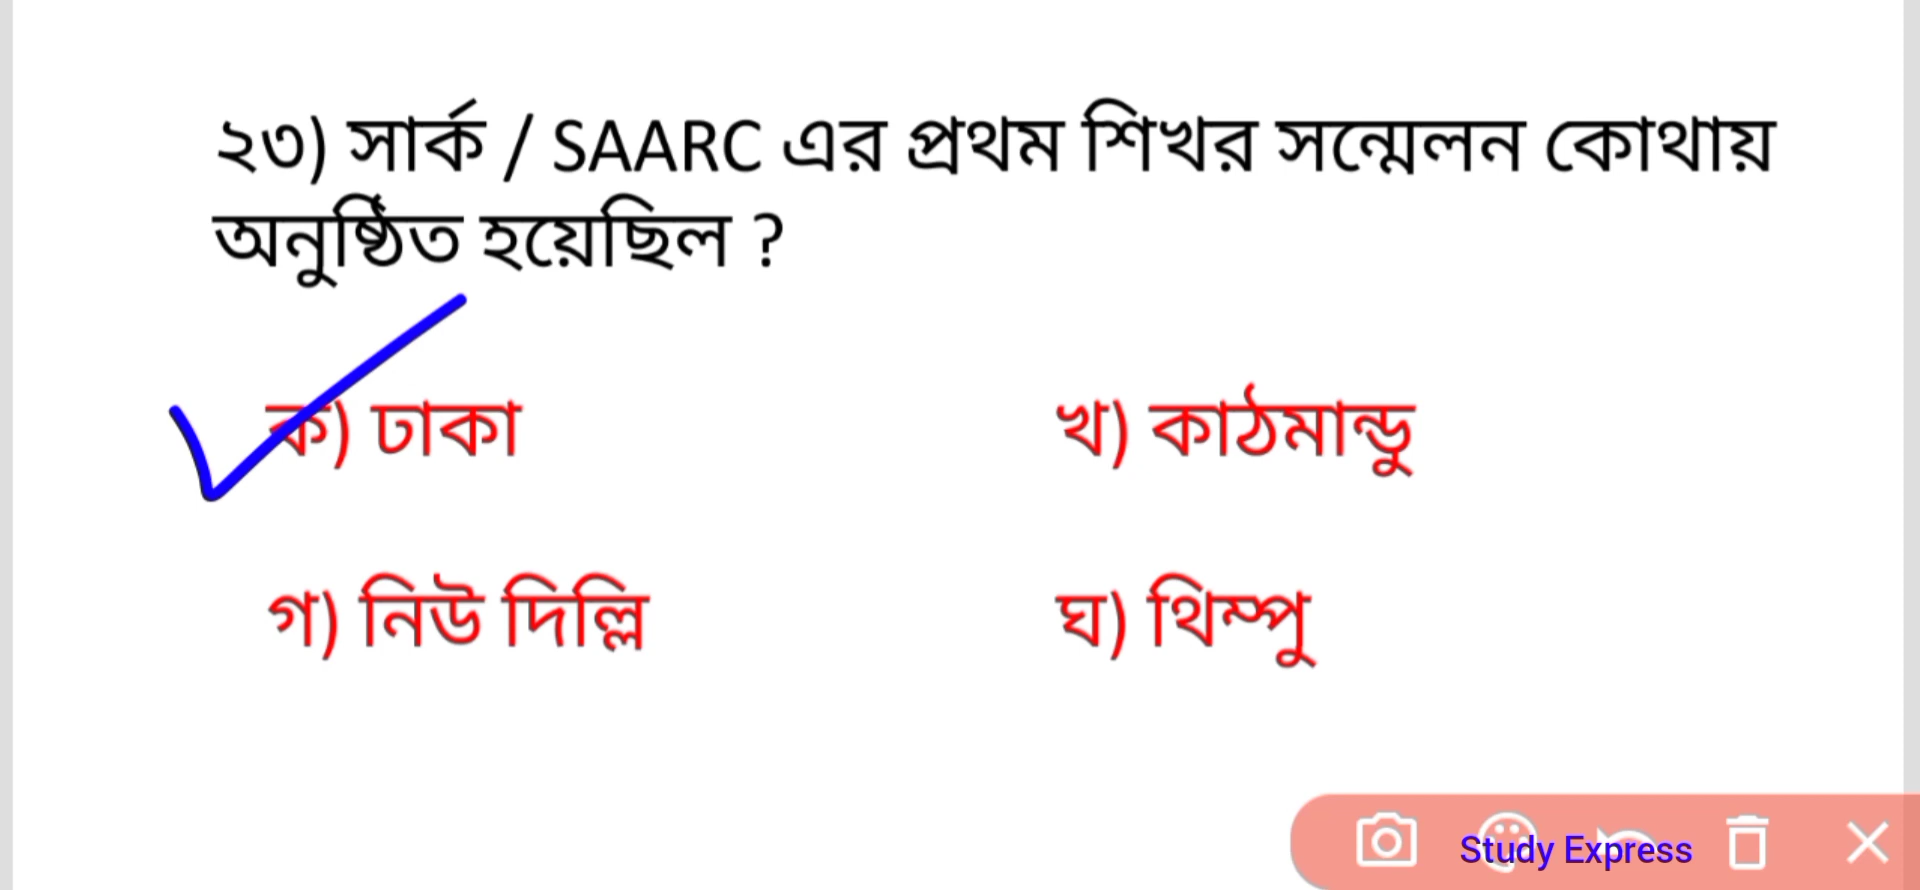 ২৩) সার্ক / SAARC এর প্রথম শিখর সন্মেলন কোথায়
অনুষ্ঠিত হয়েছিল ?
ক) ঢাকা
খ) কাঠমান্ডু
গ) নিউ দিল্লি
ঘ) থিম্পু
Study Express